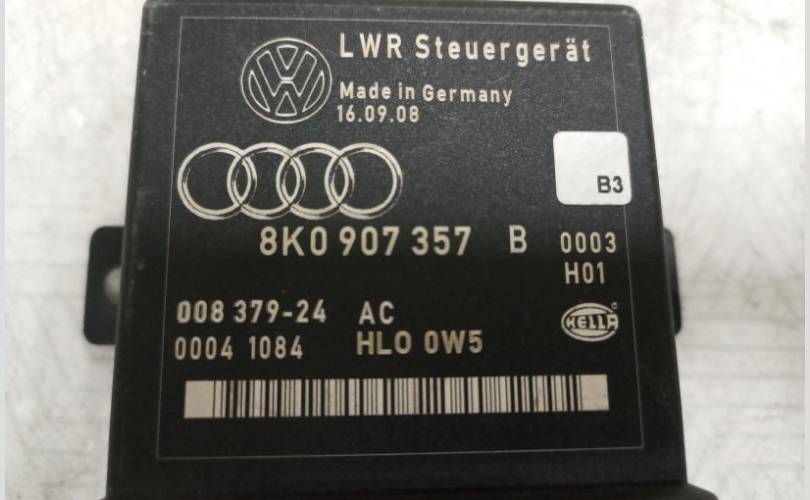 LWR Steuergerät
Made in Germany
16.09.08
B3
8K0 907 357 B 0003
H01
008 379-24 AC
HELLA
0004 1084 HLO 0W5